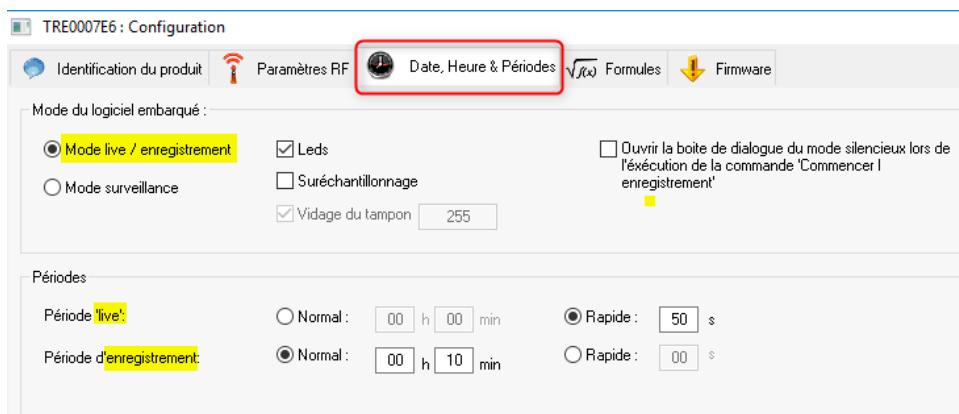 TRE0007E6 : Configuration
Identification du produit Paramètres RF Date, Heure & Périodes √f(x) Formules Firmware
Mode du logiciel embarqué :
Mode live / enregistrement Leds Ouvrir la boite de dialogue du mode silencieux lors de
l'éxécution de la commande 'Commencer l
enregistrement'
Mode surveillance Suréchantillonnage
Vidage du tampon 255
Périodes
Période 'live': Normal : 00 h 00 min Rapide : 50 s
Période d'enregistrement: Normal : 00 h 10 min Rapide : 00 s